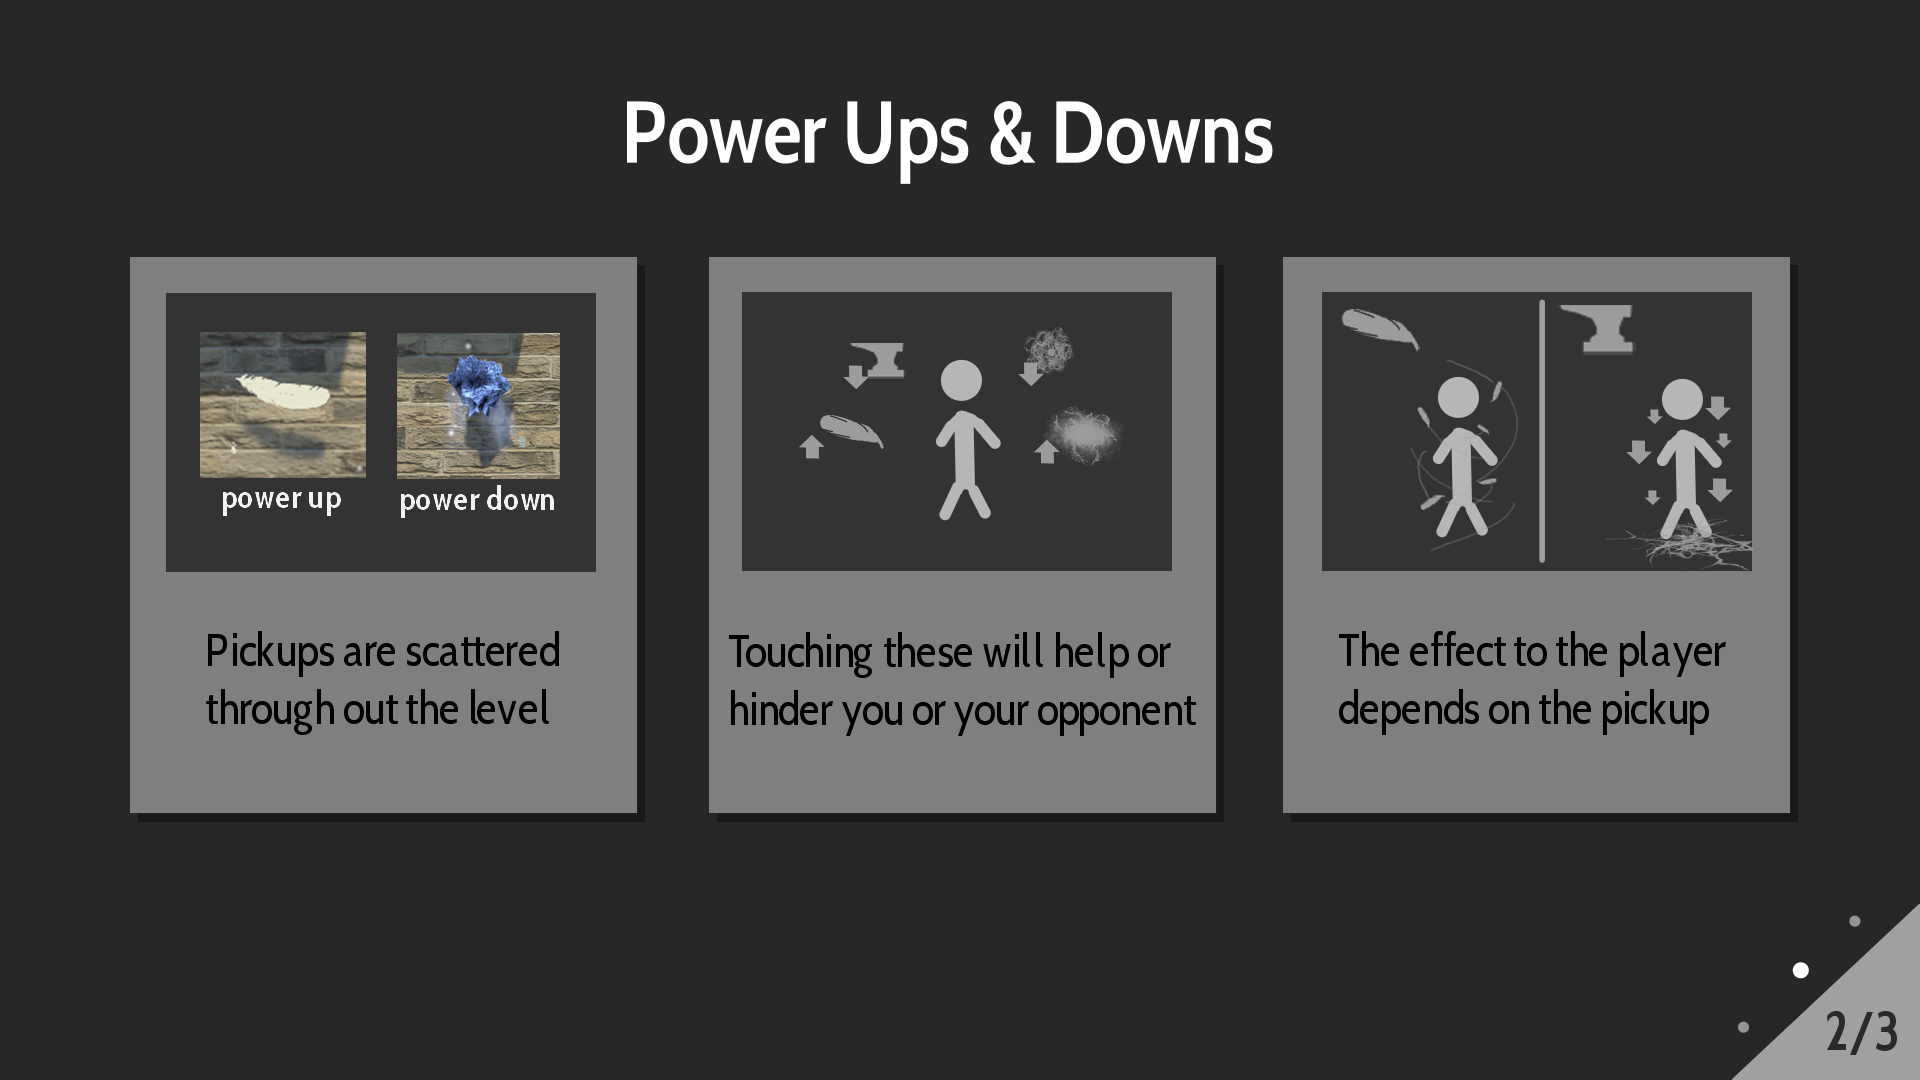 Power Ups & Downs
power up
power down
Pickups are scattered
through out the level
Touching these will help or
hinder you or your opponent
The effect to the player
depends on the pickup
2/3